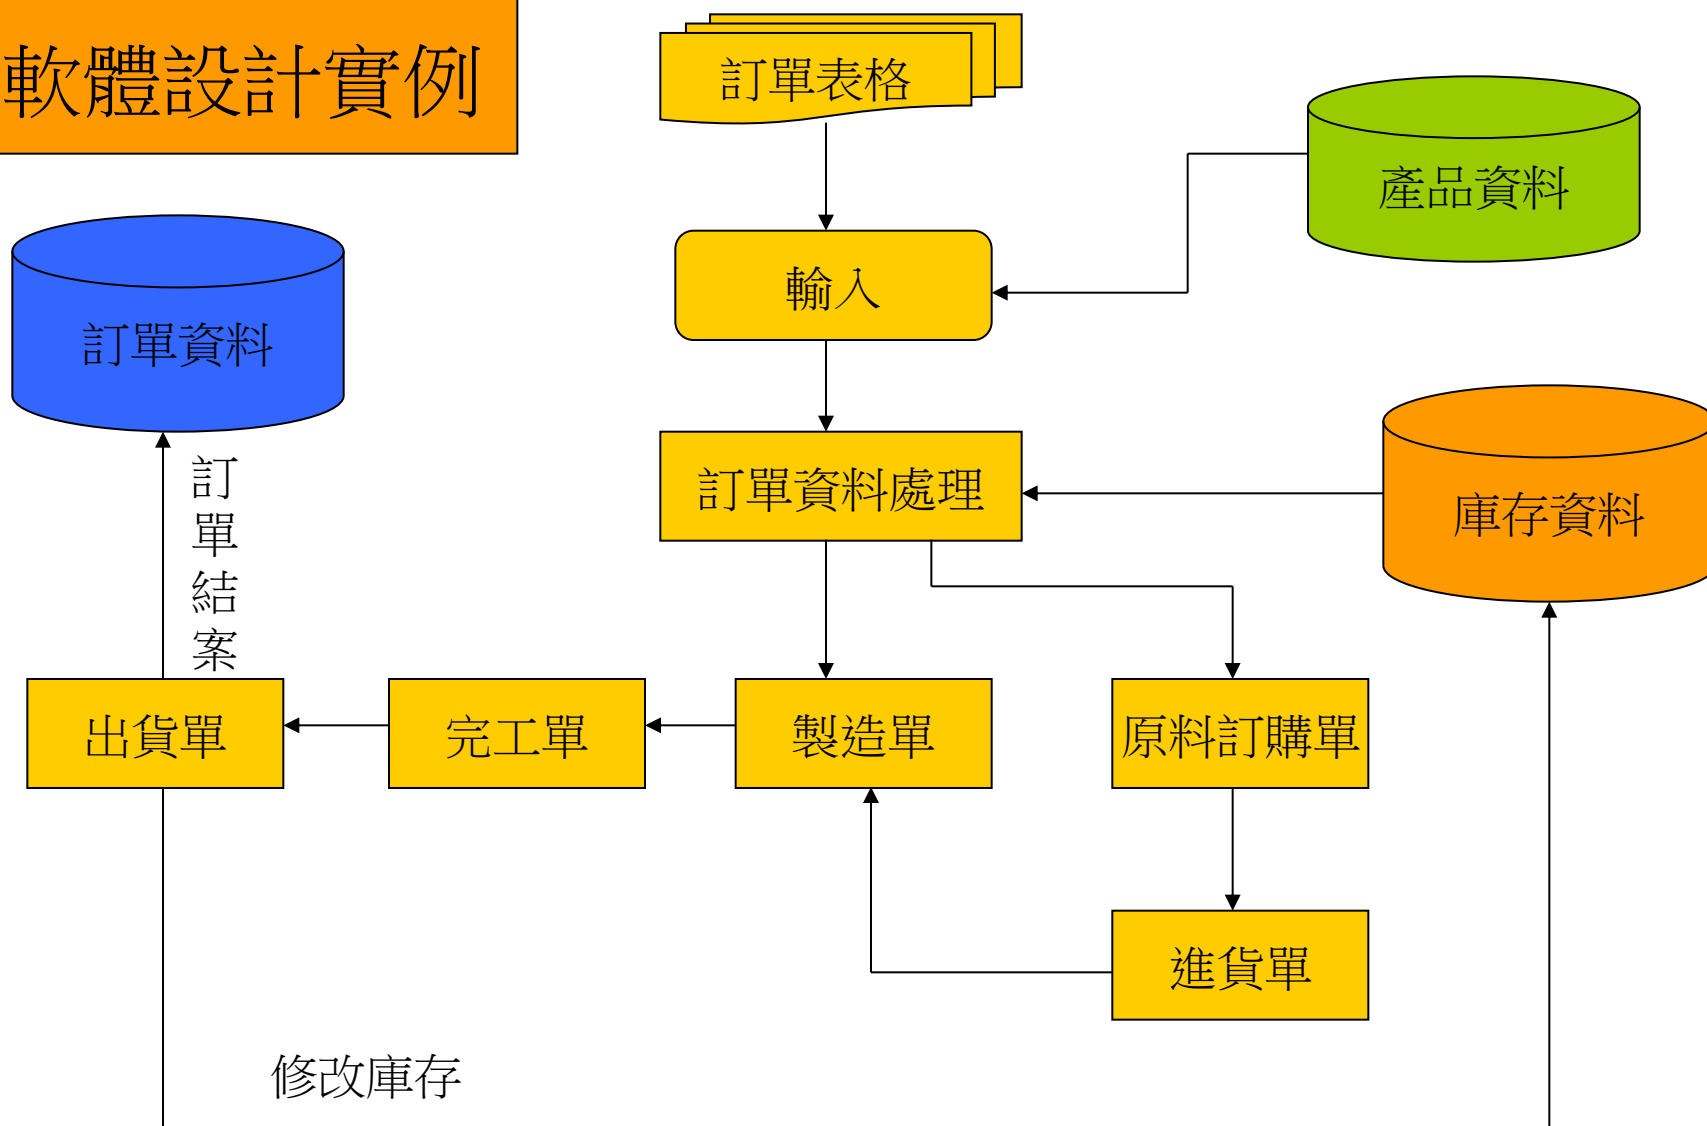 軟體設計實例
訂單表格
產品資料
輸入
訂單資料
訂單資料處理
庫存資料
訂
單
結
案
出貨單
完工單
製造單
原料訂購單
進貨單
修改庫存